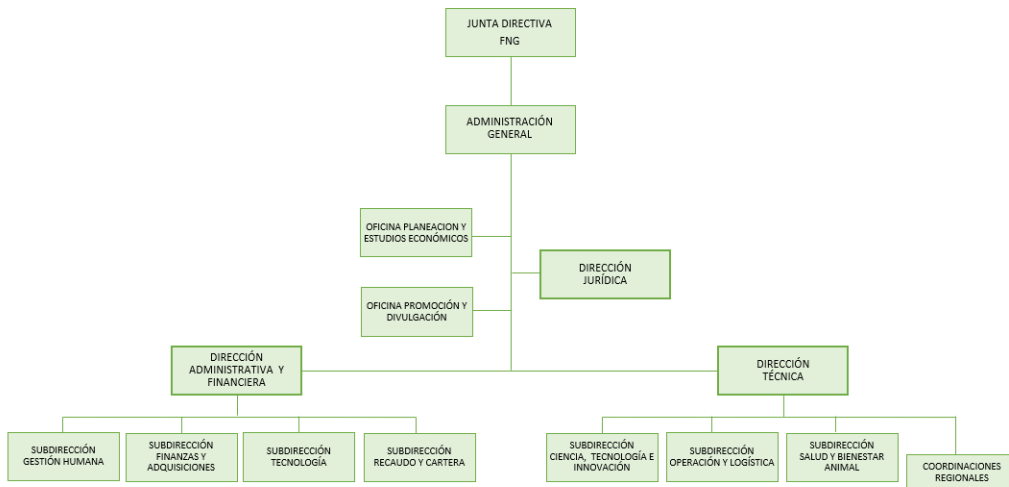 JUNTA DIRECTIVA
FNG
ADMINISTRACIÓN
GENERAL
OFICINA PLANEACION Y
ESTUDIOS ECONÓMICOS
DIRECCIÓN
JURÍDICA
OFICINA PROMOCIÓN Y
DIVULGACIÓN
DIRECCIÓN
ADMINISTRATIVA Y
FINANCIERA
DIRECCIÓN
TÉCNICA
SUBDIRECCIÓN
GESTIÓN HUMANA
SUBDIRECCIÓN
FINANZAS Y
ADQUISICIONES
SUBDIRECCIÓN
TECNOLOGÍA
SUBDIRECCIÓN
RECAUDO Y CARTERA
SUBDIRECCIÓN
CIENCIA, TECNOLOGÍA E
INNOVACIÓN
SUBDIRECCIÓN
OPERACIÓN Y LOGÍSTICA
SUBDIRECCIÓN
SALUD Y BIENESTAR
ANIMAL
COORDINACIONES
REGIONALES